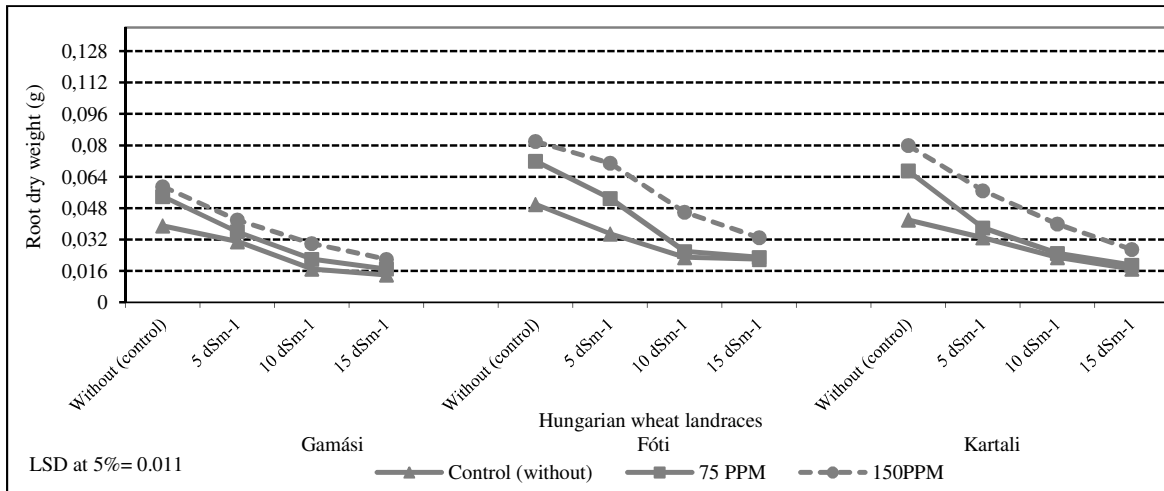 Root dry weight (g)
0,128
0,112
0,096
0,08
0,064
0,048
0,032
0,016
0
Without (control)
5 dSm-1
10 dSm-1
15 dSm-1
Without (control)
5 dSm-1
10 dSm-1
15 dSm-1
Without (control)
5 dSm-1
10 dSm-1
15 dSm-1
Hungarian wheat landraces
Gamási Fóti Kartali
LSD at 5%= 0.011
Control (without) 75 PPM 150PPM